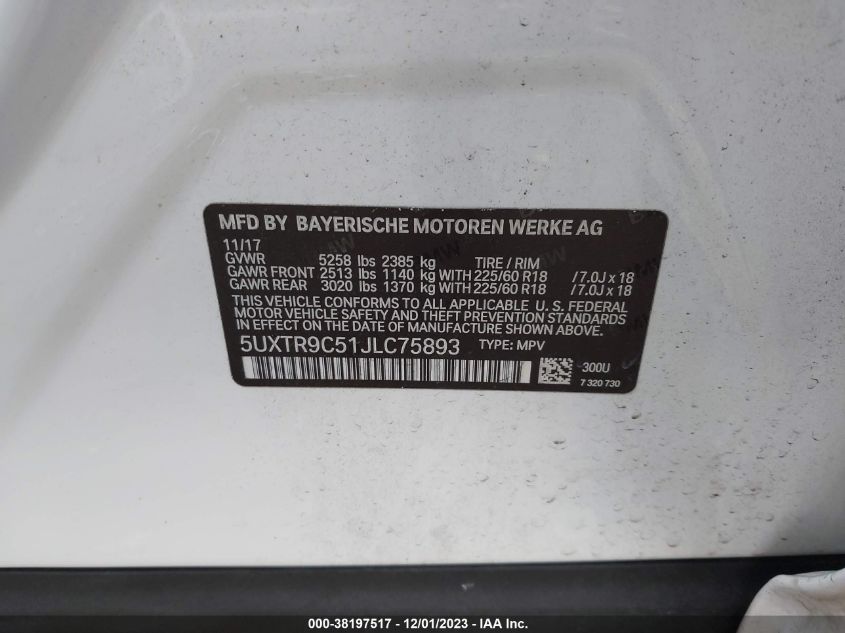 MFD BY BAYERISCHE MOTOREN WERKE AG
11/17
GVWR 5258 lbs 2385 kg TIRE / RIM
GAWR FRONT 2513 lbs 1140 kg WITH 225/60 R18 / 7.0J x 18
GAWR REAR 3020 lbs 1370 kg WITH 225/60 R18 / 7.0J x 18
THIS VEHICLE CONFORMS TO ALL APPLICABLE U. S. FEDERAL
MOTOR VEHICLE SAFETY AND THEFT PREVENTION STANDARDS
IN EFFECT ON THE DATE OF MANUFACTURE SHOWN ABOVE.
5UXTR9C51JLC75893 TYPE: MPV
300U
7 320 730
000-38197517 - 12/01/2023 - IAA Inc.